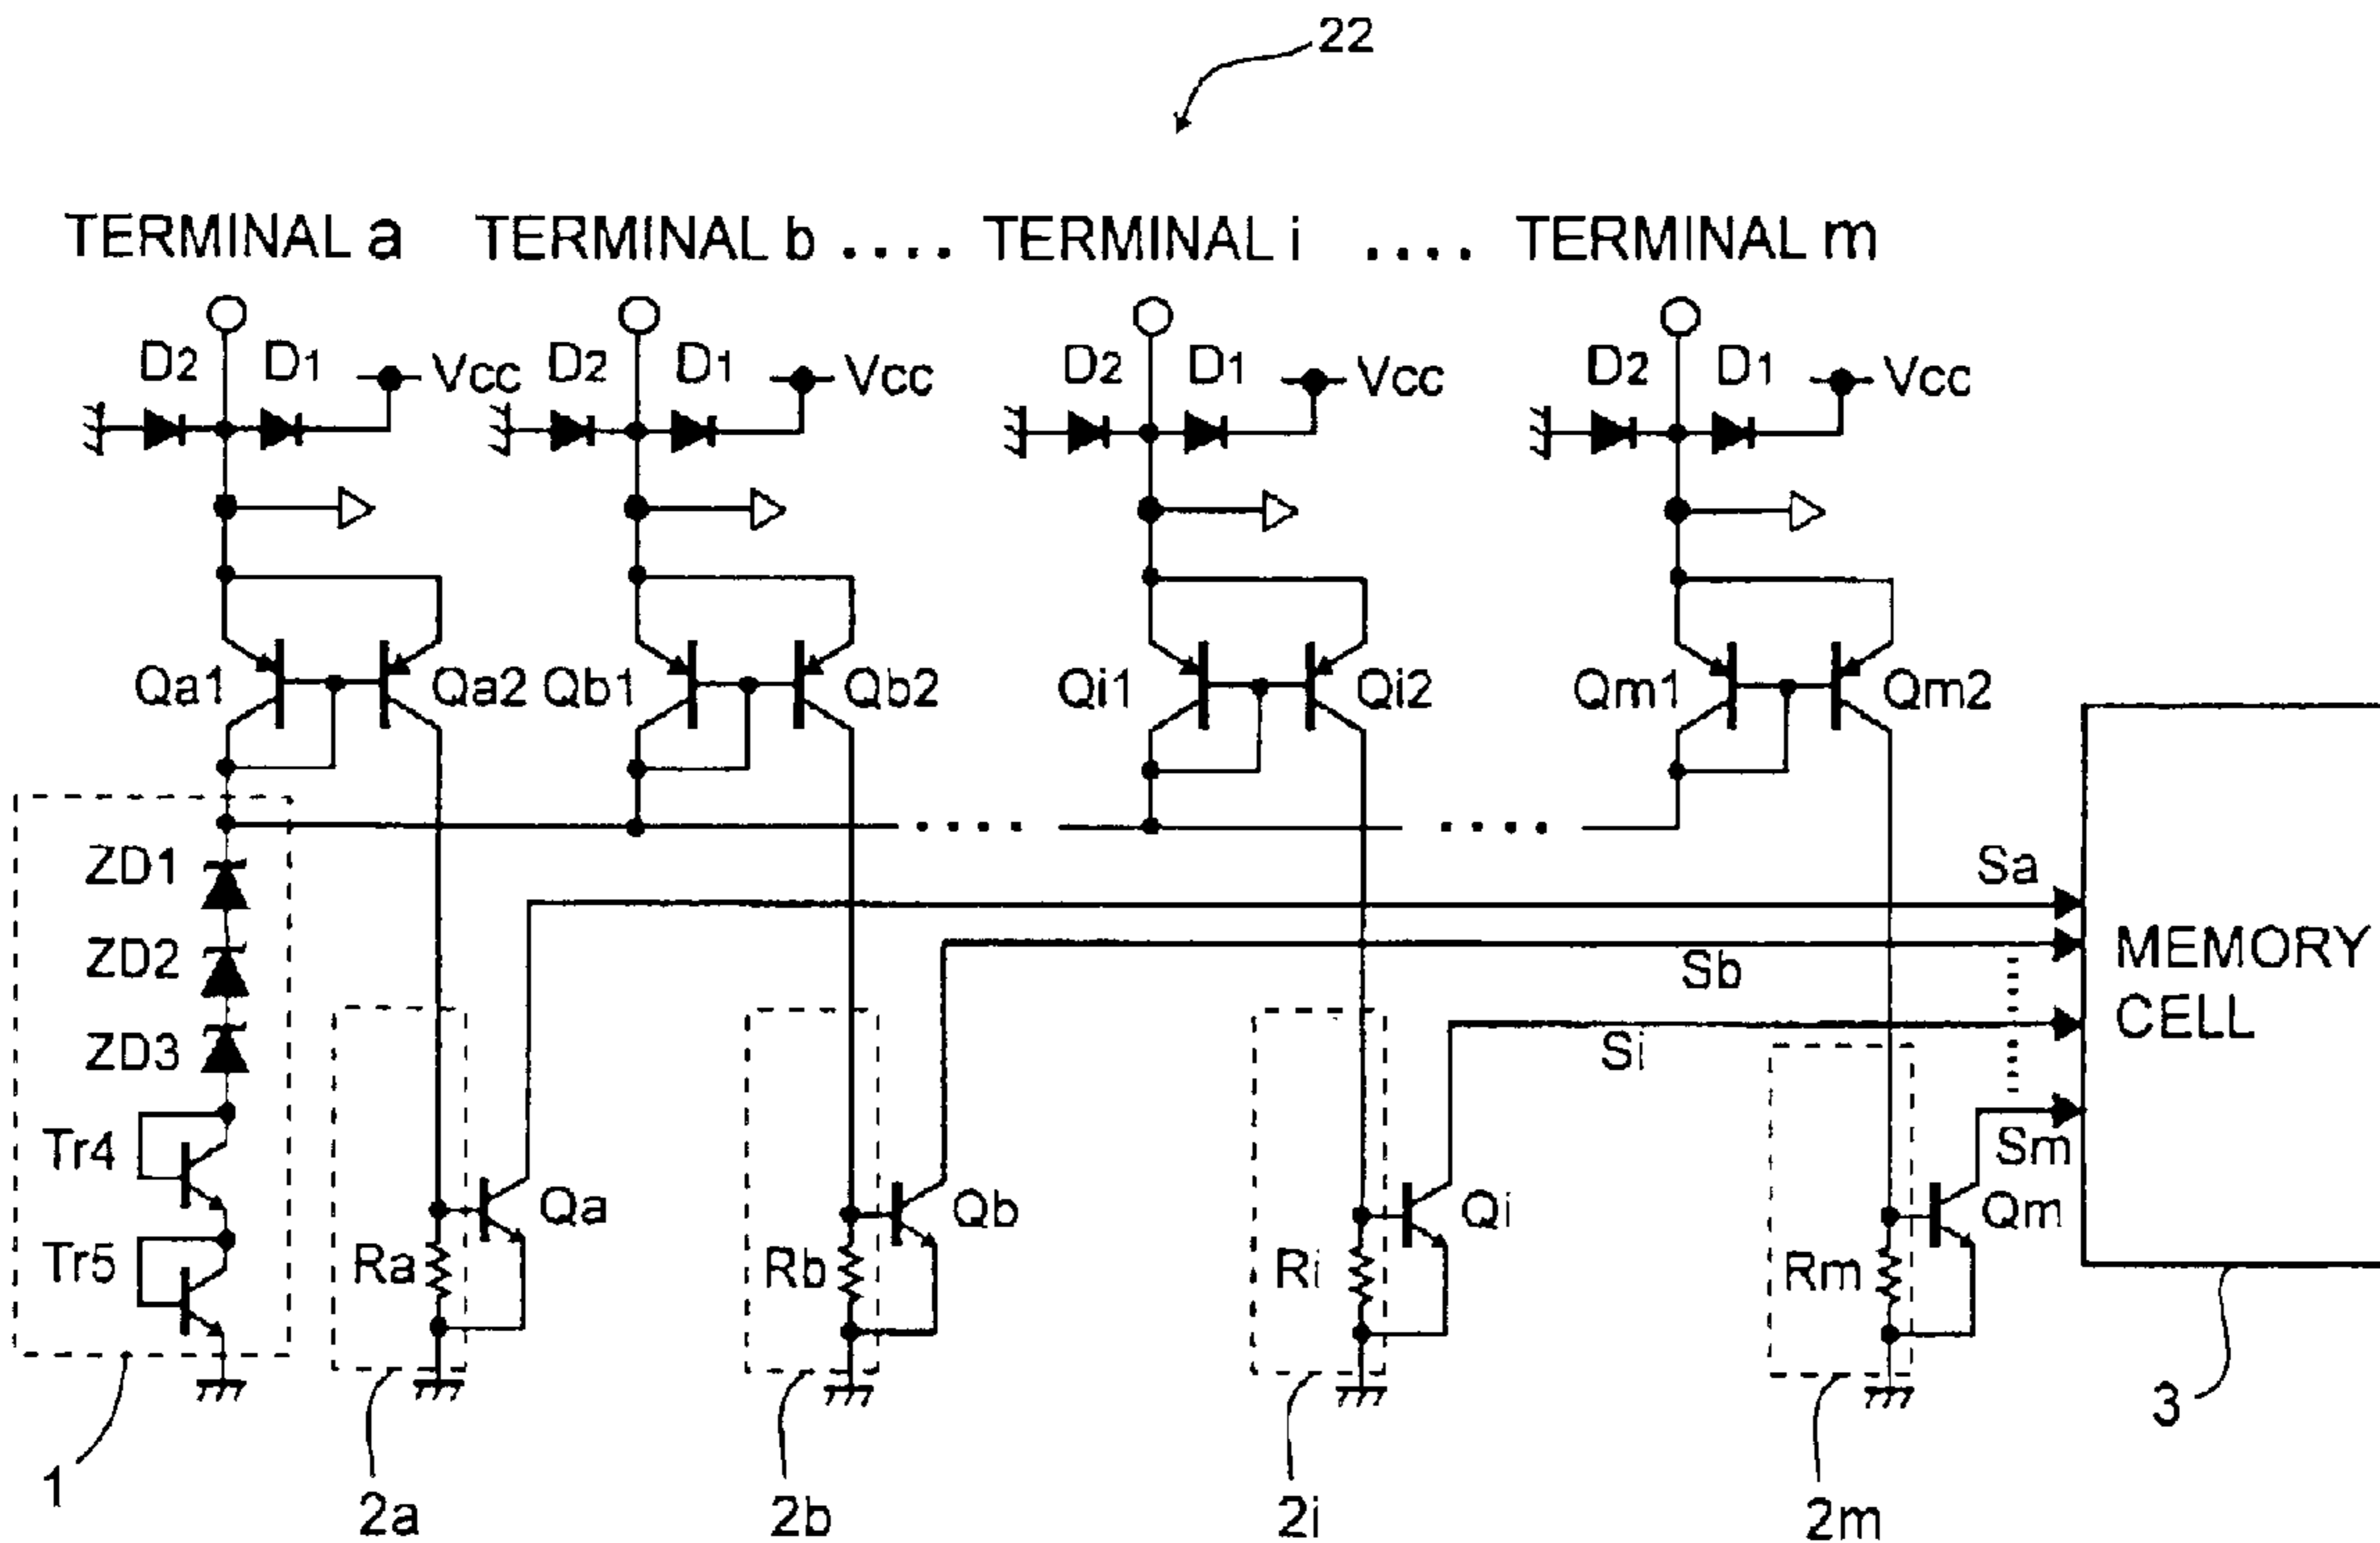 22
TERMINAL a TERMINAL b .... TERMINAL i .... TERMINAL m
D2 D1 Vcc D2 D1 Vcc D2 D1 Vcc D2 D1 Vcc
Qa1 Qa2 Qb1 Qb2 Qi1 Qi2 Qm1 Qm2
.... ....
ZD1 Sa
ZD2 Sb MEMORY
ZD3 Si CELL
Tr4 Sm
Qa Qb Qi Qm
Tr5 Ra Rb Ri Rm
1 2a 2b 2i 2m 3